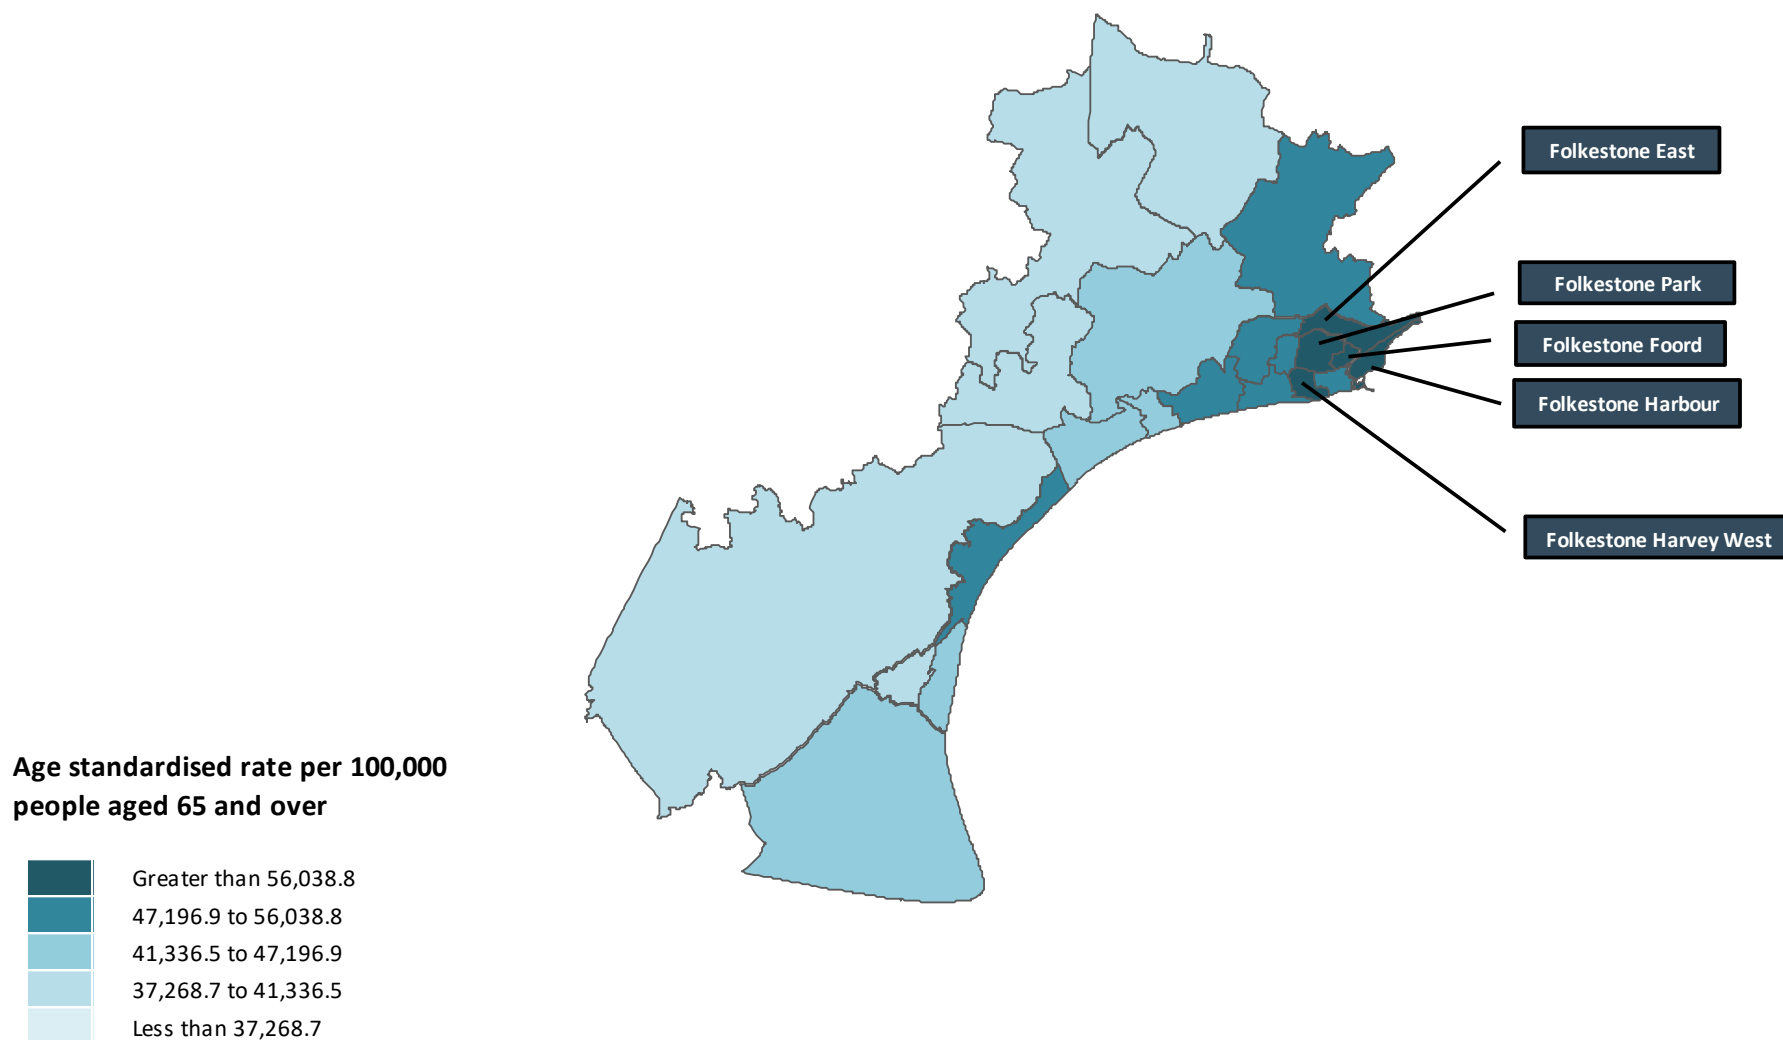 Folkestone East
Folkestone Park
Folkestone Foord
Folkestone Harbour
Folkestone Harvey West
Age standardised rate per 100,000
people aged 65 and over
Greater than 56,038.8
47,196.9 to 56,038.8
41,336.5 to 47,196.9
37,268.7 to 41,336.5
Less than 37,268.7